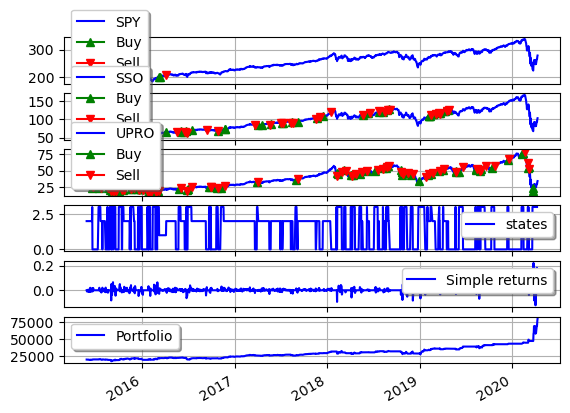 SPY
Buy
Sell
300
200
SSO
Buy
Sell
150
100
50
UPRO
Buy
Sell
75
50
25
states
2.5
0.0
Simple returns
0.2
0.0
Portfolio
75000
50000
25000
2016 2017 2018 2019 2020